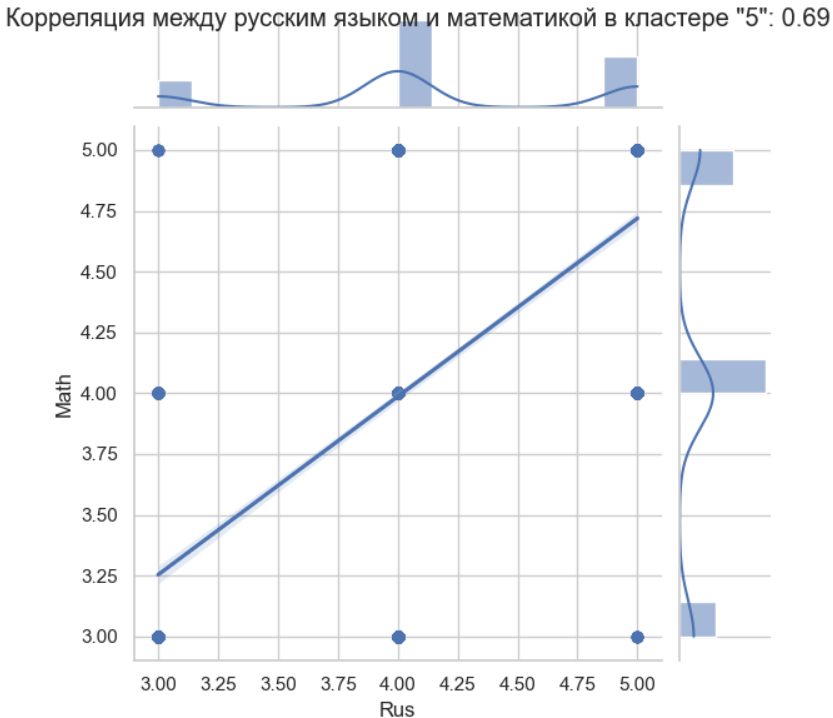 Корреляция между русским языком и математикой в кластере "5": 0.69
5.00
4.75
4.50
4.25
4.00
3.75
3.50
3.25
3.00
Math
3.00 3.25 3.50 3.75 4.00 4.25 4.50 4.75 5.00
Rus